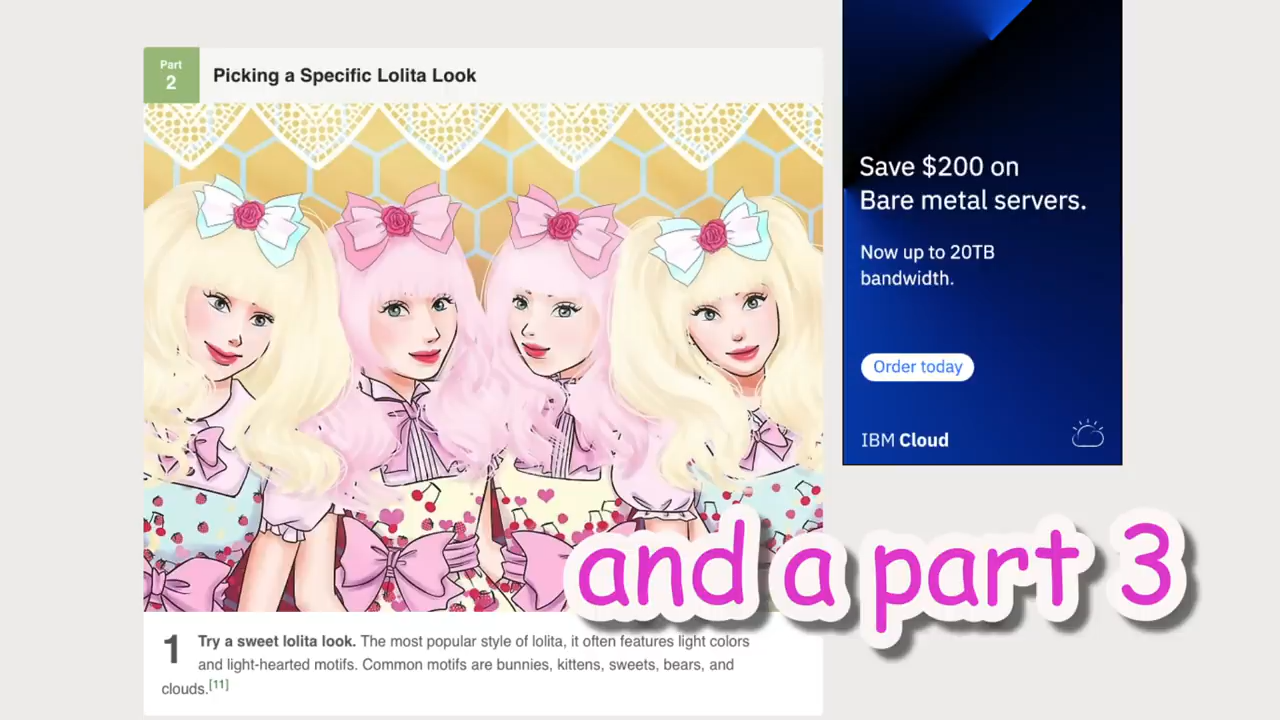 Part
2
Picking a Specific Lolita Look
Save $200 on
Bare metal servers.
Now up to 20TB
bandwidth.
Order today
IBM Cloud
and a part 3
1
Try a sweet lolita look. The most popular style of lolita, it often features light colors
and light-hearted motifs. Common motifs are bunnies, kittens, sweets, bears, and
clouds.[11]